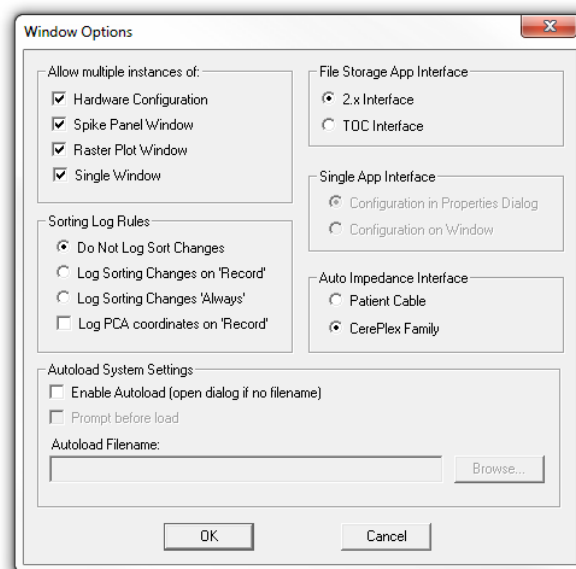 Window Options
Allow multiple instances of:
Hardware Configuration
Spike Panel Window
Raster Plot Window
Single Window
File Storage App Interface
2.x Interface
TOC Interface
Single App Interface
Configuration in Properties Dialog
Configuration on Window
Sorting Log Rules
Do Not Log Sort Changes
Log Sorting Changes on 'Record'
Log Sorting Changes 'Always'
Log PCA coordinates on 'Record'
Auto Impedance Interface
Patient Cable
CerePlex Family
Autoload System Settings
Enable Autoload (open dialog if no filename)
Prompt before load
Autoload Filename:
Browse...
OK
Cancel